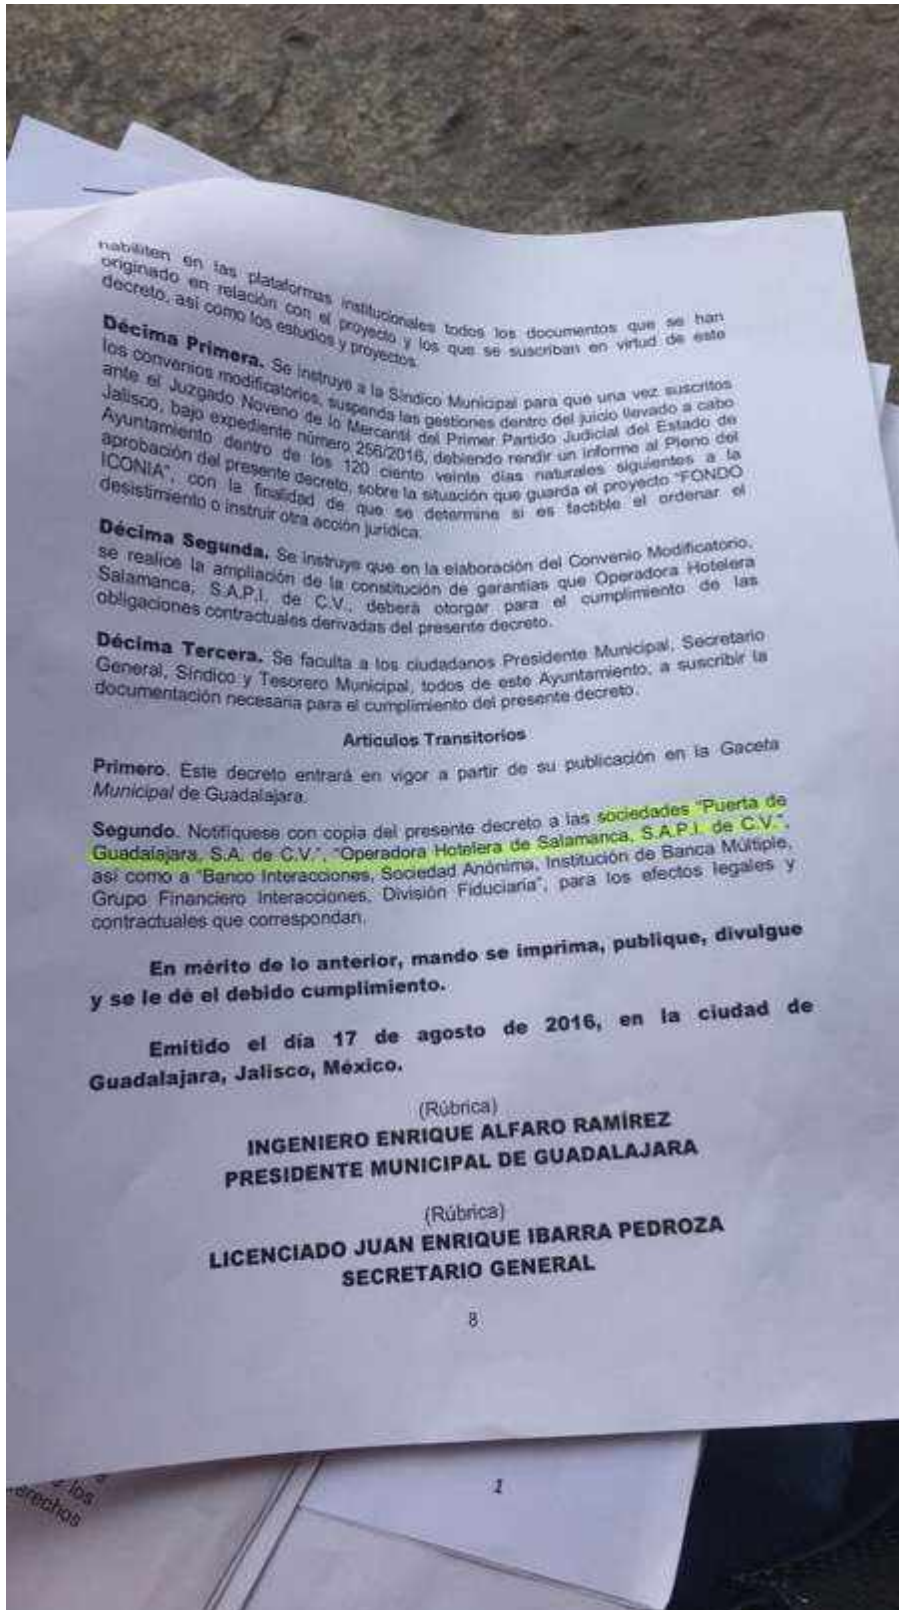 habiliten en las plataformas institucionales todos los documentos que se han
originado en relación con el proyecto y los que se suscriban en virtud de este
decreto, así como los estudios y proyectos.
Décima Primera. Se instruye a la Síndico Municipal para que una vez suscritos
los convenios modificatorios, suspenda las gestiones dentro del juicio llevado a cabo
ante el Juzgado Noveno de lo Mercantil del Primer Partido Judicial del Estado de
Jalisco, bajo expediente número 256/2016, debiendo rendir un informe al Pleno del
Ayuntamiento dentro de los 120 ciento veinte días naturales siguientes a la
aprobación del presente decreto, sobre la situación que guarda el proyecto "FONDO
ICONIA", con la finalidad de que se determine si es factible el ordenar el
desistimiento o instruir otra acción jurídica.
Décima Segunda. Se instruye que en la elaboración del Convenio Modificatorio,
se realice la ampliación de la constitución de garantías que Operadora Hotelera
Salamanca, S.A.P.I. de C.V., deberá otorgar para el cumplimiento de las
obligaciones contractuales derivadas del presente decreto.
Décima Tercera. Se faculta a los ciudadanos Presidente Municipal, Secretario
General, Síndico y Tesorero Municipal, todos de este Ayuntamiento, a suscribir la
documentación necesaria para el cumplimiento del presente decreto.
Artículos Transitorios
Primero. Este decreto entrará en vigor a partir de su publicación en la Gaceta
Municipal de Guadalajara.
Segundo. Notifíquese con copia del presente decreto a las sociedades "Puerta de
Guadalajara, S.A. de C.V.", "Operadora Hotelera de Salamanca, S.A.P.I. de C.V.",
así como a "Banco Interacciones, Sociedad Anónima, Institución de Banca Múltiple,
Grupo Financiero Interacciones, División Fiduciaria", para los efectos legales y
contractuales que correspondan.
En mérito de lo anterior, mando se imprima, publique, divulgue
y se le dé el debido cumplimiento.
Emitido el día 17 de agosto de 2016, en la ciudad de
Guadalajara, Jalisco, México.
(Rúbrica)
INGENIERO ENRIQUE ALFARO RAMÍREZ
PRESIDENTE MUNICIPAL DE GUADALAJARA
(Rúbrica)
LICENCIADO JUAN ENRIQUE IBARRA PEDROZA
SECRETARIO GENERAL
8
1
los
erechos